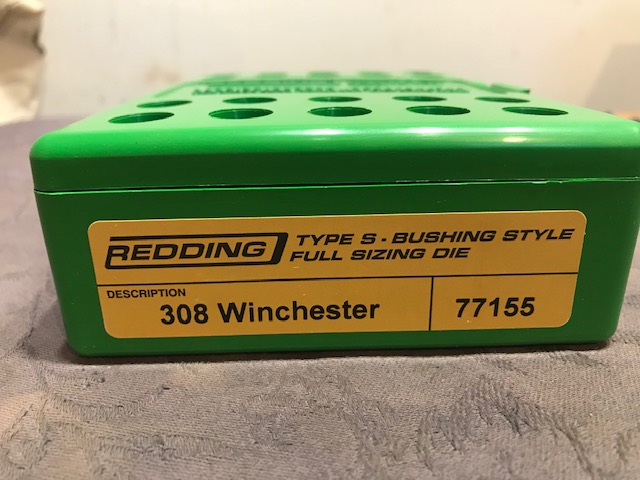 REDDING
TYPE S - BUSHING STYLE
FULL SIZING DIE
DESCRIPTION
308 Winchester
77155